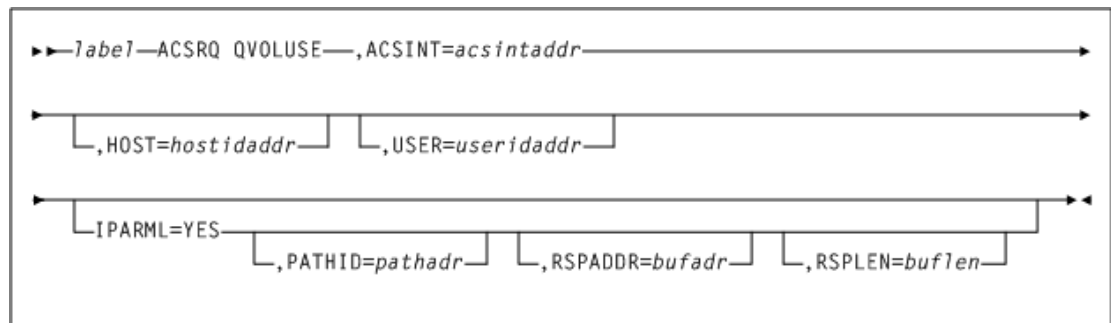 label ACSRQ QVOLUSE ,ACSINT=acsintaddr
,HOST=hostidaddr ,USER=useridaddr
IPARML=YES
,PATHID=pathadr ,RSPADDR=bufadr ,RSPLEN=buflen